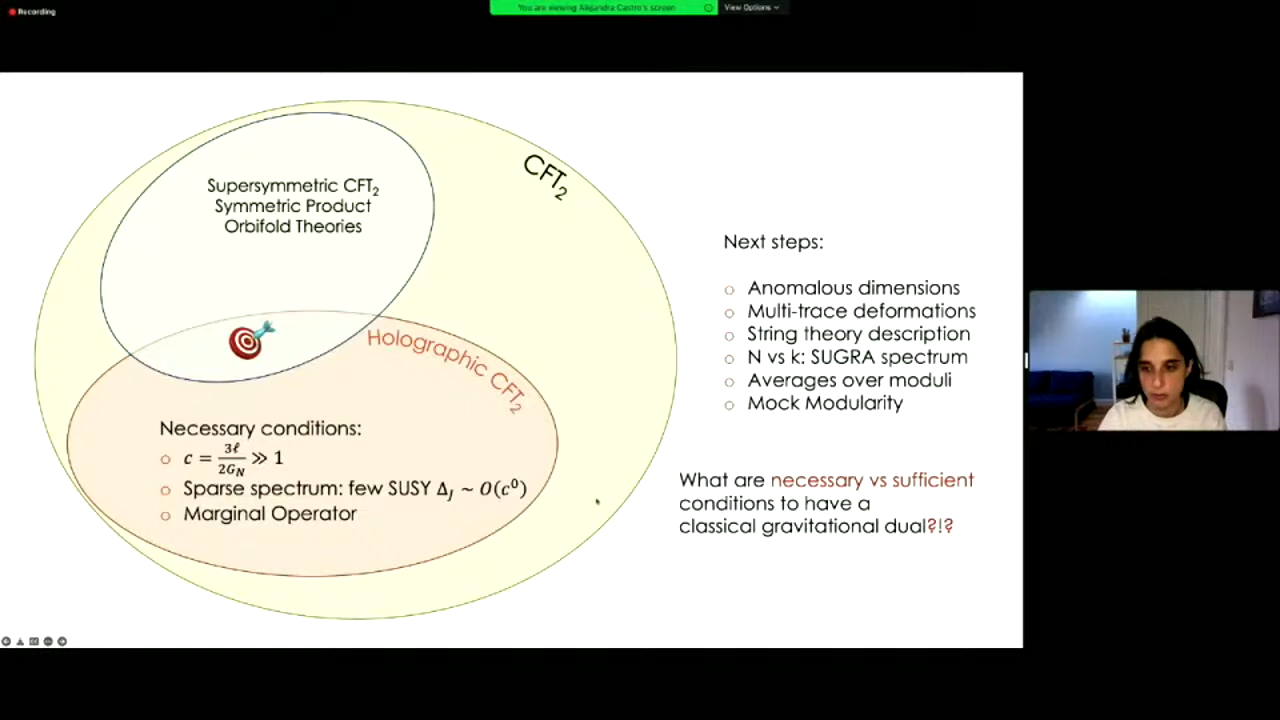 Recording
You are viewing Alejandra Castro's screen
View Options
CFT₂
Supersymmetric CFT₂
Symmetric Product
Orbifold Theories
Holographic CFT₂
Necessary conditions:
○ c = 3ℓ/2G_N ≫ 1
○ Sparse spectrum: few SUSY Δ_J ~ O(c⁰)
○ Marginal Operator
Next steps:
○ Anomalous dimensions
○ Multi-trace deformations
○ String theory description
○ N vs k: SUGRA spectrum
○ Averages over moduli
○ Mock Modularity
What are necessary vs sufficient
conditions to have a
classical gravitational dual?!?